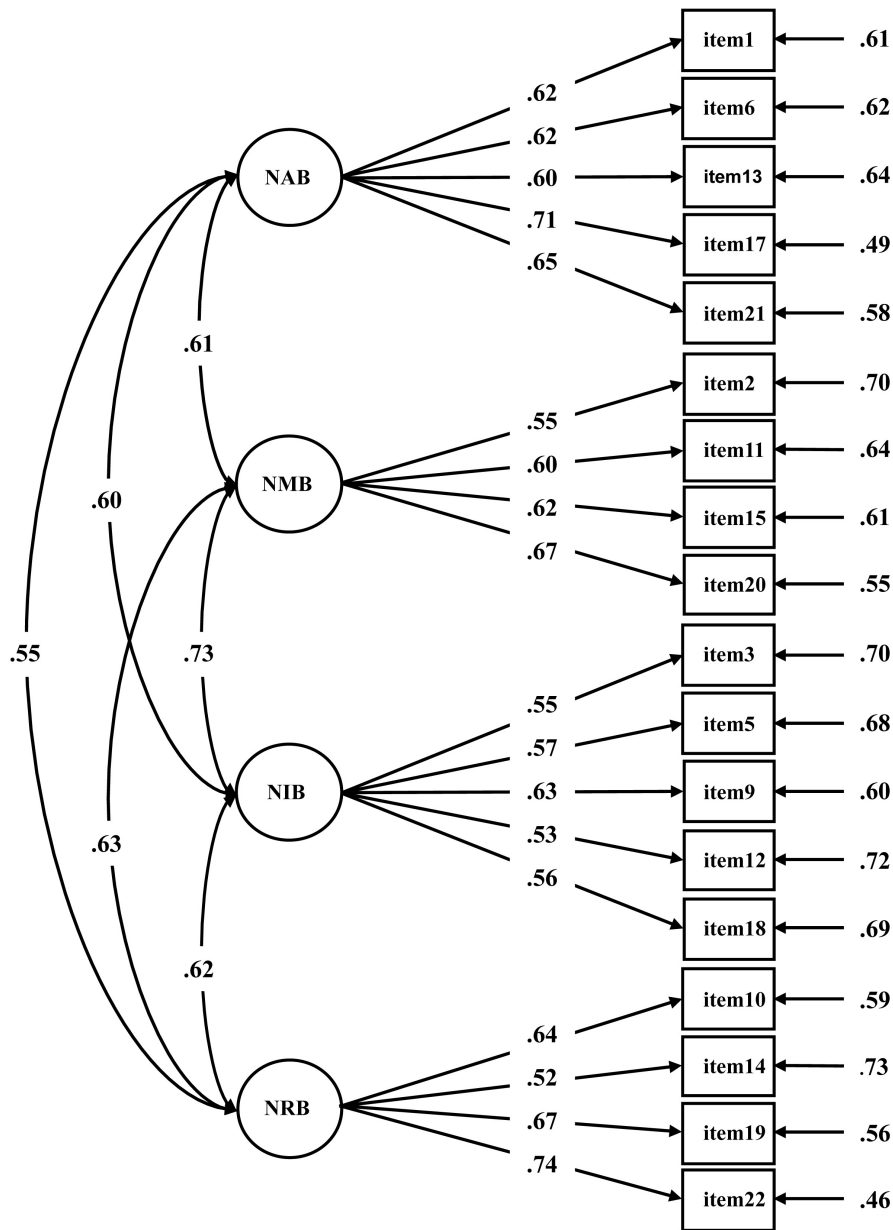 item1
.61
.62
item6
.62
.62
NAB
.60
item13
.64
.71
item17
.49
.65
item21
.58
.61
item2
.70
.55
item11
.64
.60
NMB
.60
.62
item15
.61
.67
item20
.55
.55
.73
item3
.70
.55
item5
.68
.57
NIB
.63
item9
.60
.63
.53
item12
.72
.56
item18
.69
.62
item10
.59
.64
item14
.73
.52
NRB
.67
item19
.56
.74
item22
.46